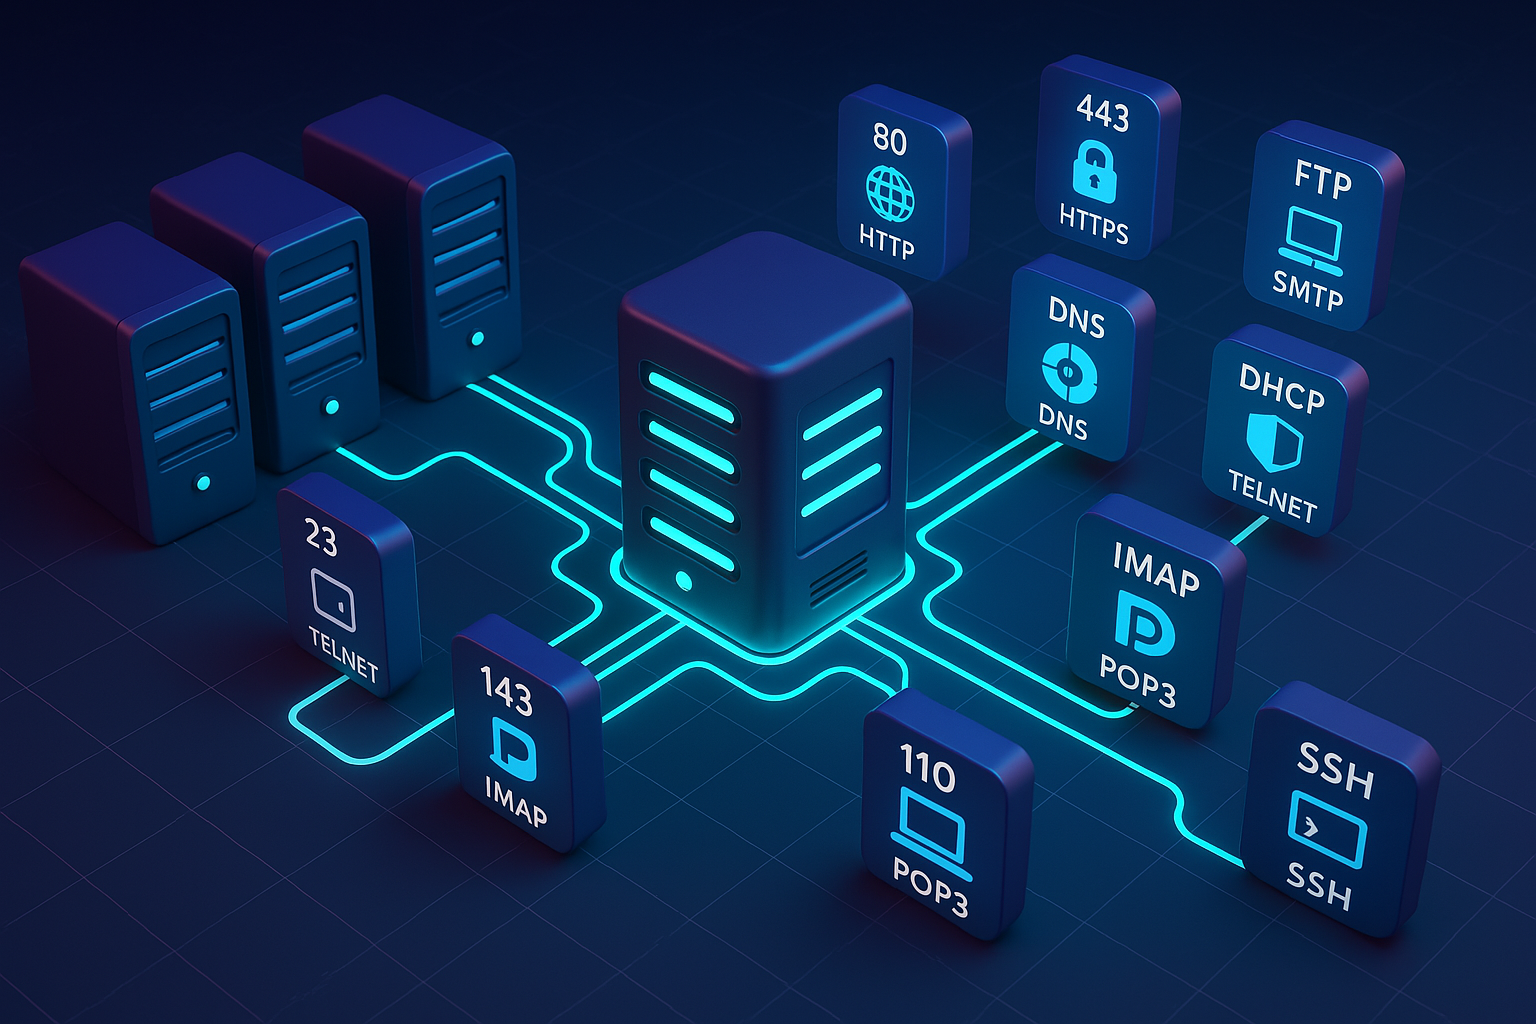 80
HTTP
443
HTTPS
FTP
SMTP
DNS
DNS
DHCP
TELNET
23
TELNET
IMAP
POP3
143
IMAP
110
POP3
SSH
SSH